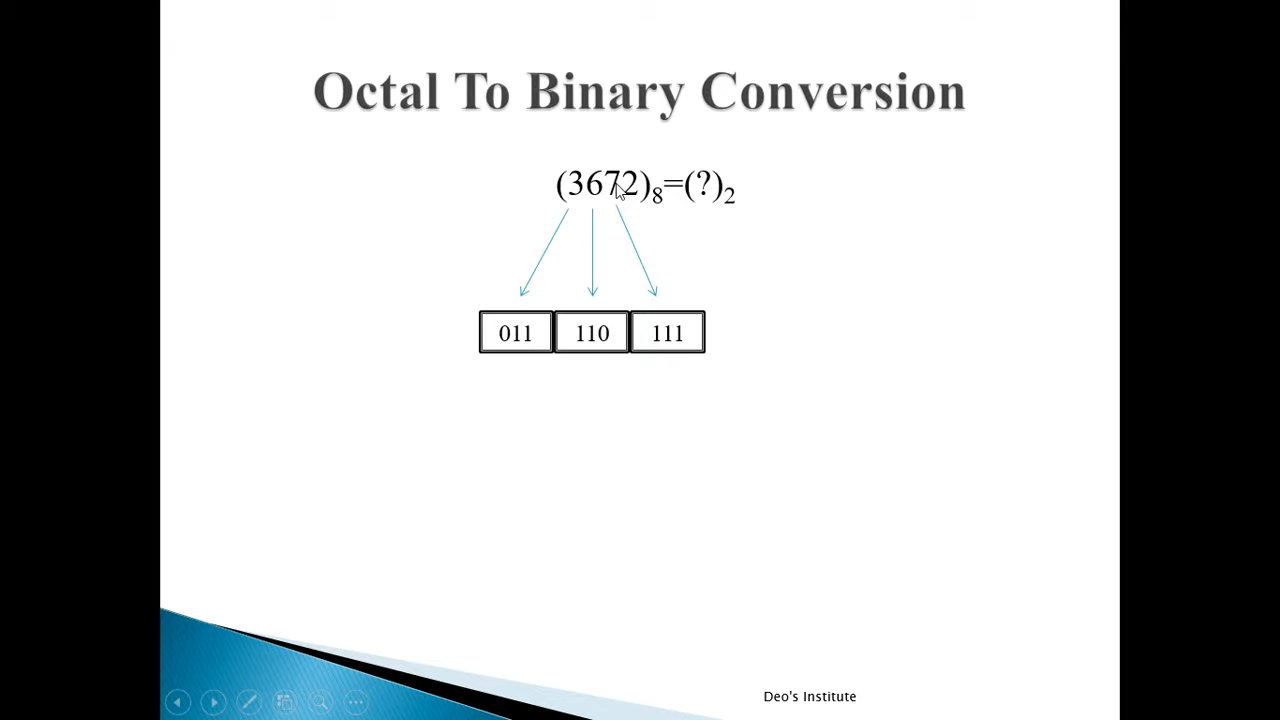 Octal To Binary Conversion
(3672)₈=(?)₂
011 110 111
Deo's Institute